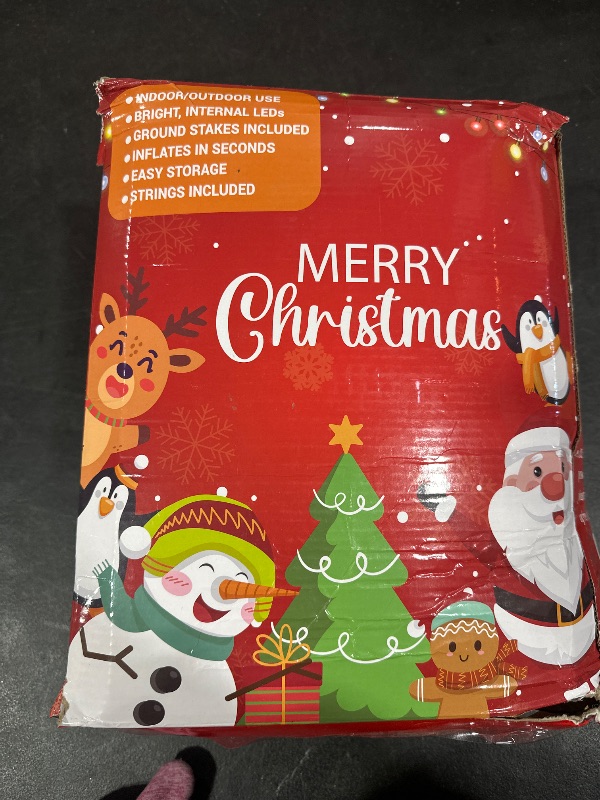 • INDOOR/OUTDOOR USE
• BRIGHT, INTERNAL LEDs
• GROUND STAKES INCLUDED
• INFLATES IN SECONDS
• EASY STORAGE
• STRINGS INCLUDED
MERRY
Christmas